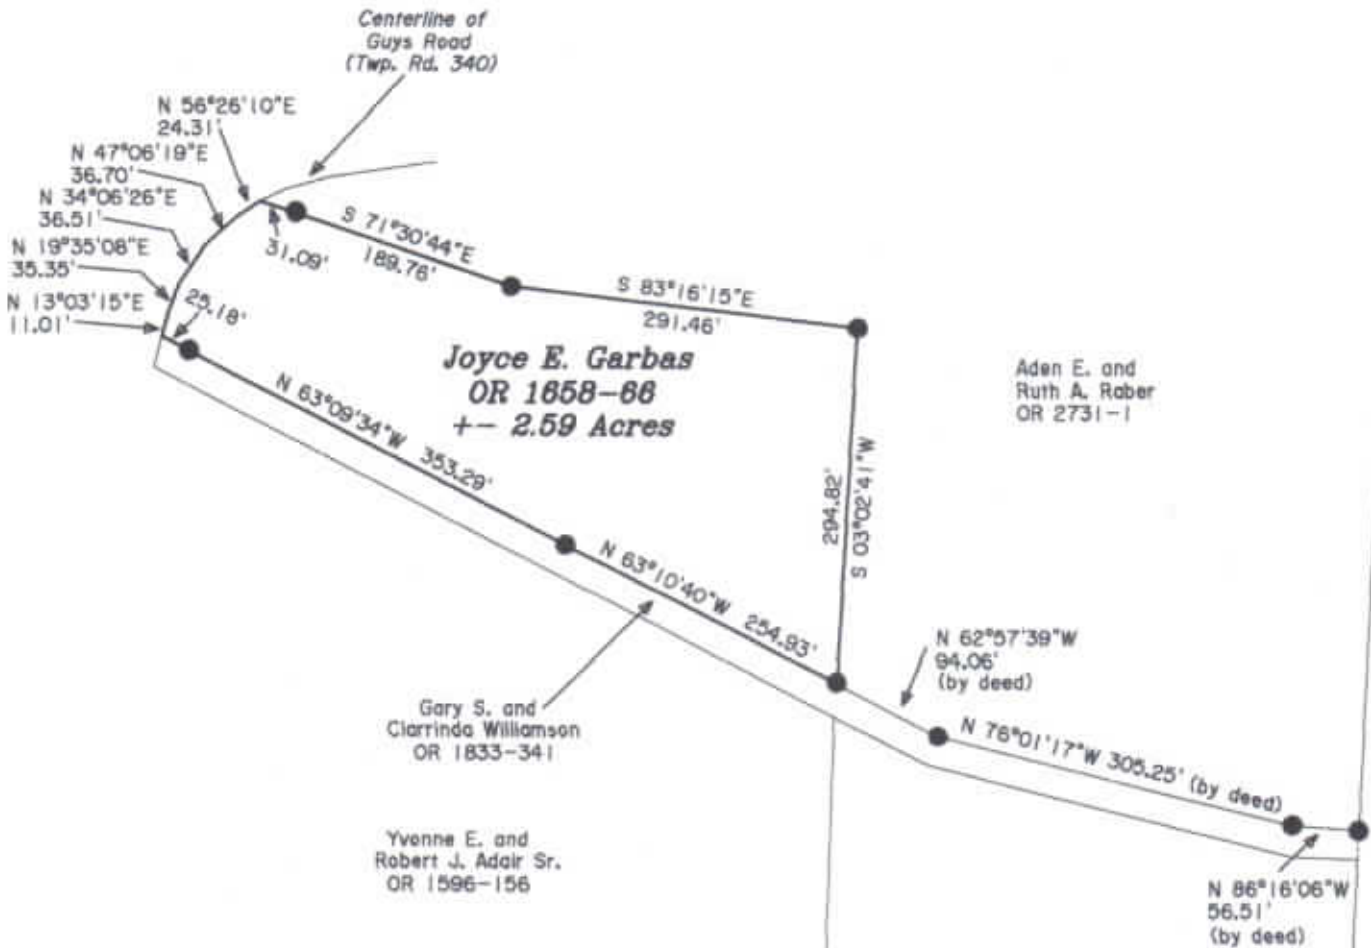 Centerline of
Guys Road
(Twp. Rd. 340)
N 56°26'10"E
24.31'
N 47°06'19"E
36.70'
N 34°06'26"E
36.51'
N 19°35'08"E
35.35'
N 13°03'15"E
11.01'
25.18'
31.09'
S 71°30'44"E
189.76'
S 83°16'15"E
291.46'
Joyce E. Garbas
OR 1658-66
+- 2.59 Acres
Aden E. and
Ruth A. Raber
OR 2731-1
N 63°09'34"W 353.29'
294.82'
S 03°02'41"W
N 63°10'40"W 254.93'
N 62°57'39"W
94.06'
(by deed)
Gary S. and
Clarrinda Williamson
OR 1833-341
N 76°01'17"W 305.25' (by deed)
Yvonne E. and
Robert J. Adair Sr.
OR 1596-156
N 86°16'06"W
56.51'
(by deed)